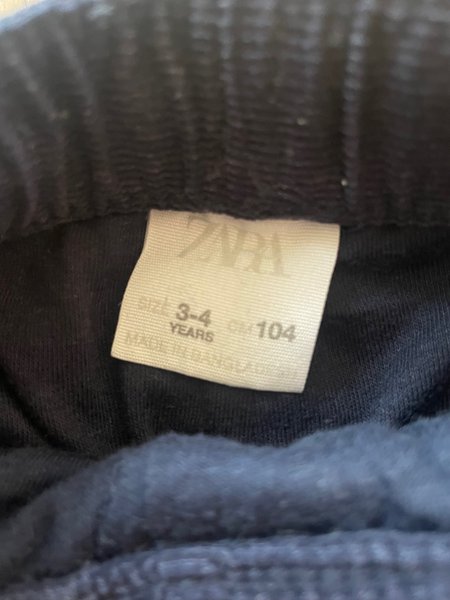 ZARA
SIZE 3-4 YEARS CM 104
MADE IN BANGLADESH